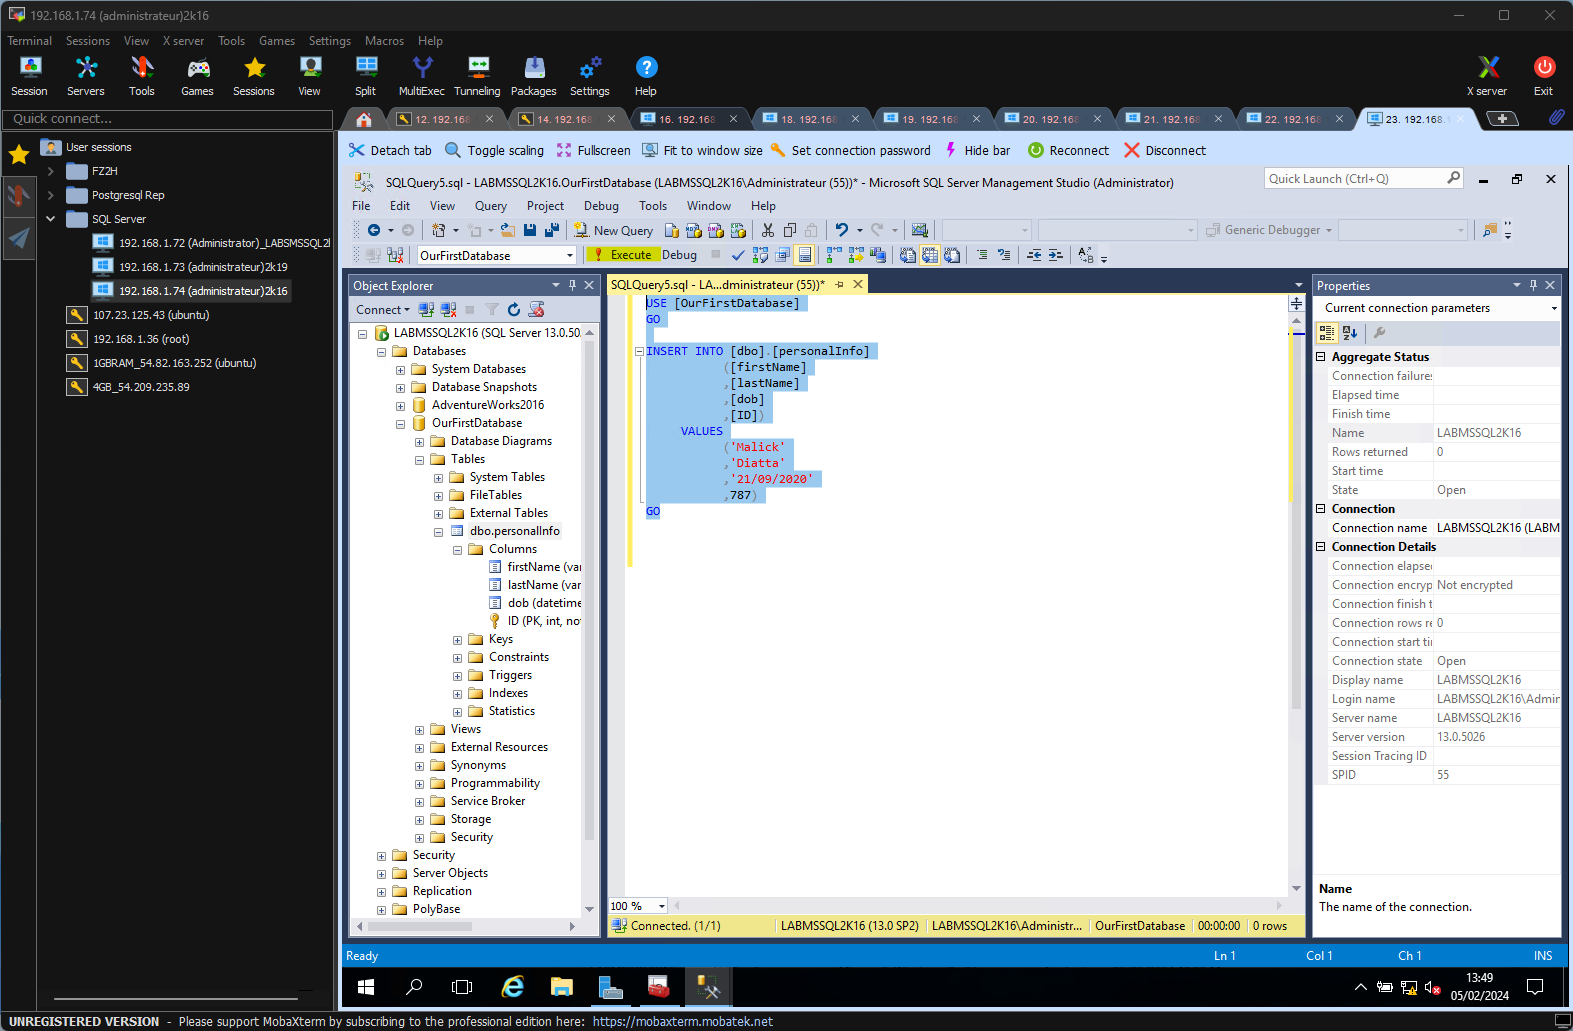 192.168.1.74 (administrateur)2k16
Terminal Sessions View X server Tools Games Settings Macros Help
Session Servers Tools Games Sessions View Split MultiExec Tunneling Packages Settings Help X server Exit
Quick connect...
12. 192.168 14. 192.168 16. 192.168 18. 192.168 19. 192.168 20. 192.168 21. 192.168 22. 192.168 23. 192.168.1
Detach tab Toggle scaling Fullscreen Fit to window size Set connection password Hide bar Reconnect Disconnect
User sessions
FZ2H
Postgresql Rep
SQL Server
192.168.1.72 (Administrator)_LABSMSSQL2
192.168.1.73 (administrateur)2k19
192.168.1.74 (administrateur)2k16
107.23.125.43 (ubuntu)
192.168.1.36 (root)
1GBRAM_54.82.163.252 (ubuntu)
4GB_54.209.235.89
SQLQuery5.sql - LABMSSQL2K16.OurFirstDatabase (LABMSSQL2K16\Administrateur (55))* - Microsoft SQL Server Management Studio (Administrator)
Quick Launch (Ctrl+Q)
File Edit View Query Project Debug Tools Window Help
New Query MDX DMX XMLA DAX Generic Debugger
OurFirstDatabase Execute Debug
Object Explorer
Connect
LABMSSQL2K16 (SQL Server 13.0.50
Databases
System Databases
Database Snapshots
AdventureWorks2016
OurFirstDatabase
Database Diagrams
Tables
System Tables
FileTables
External Tables
dbo.personalInfo
Columns
firstName (var
lastName (var
dob (datetime
ID (PK, int, no
Keys
Constraints
Triggers
Indexes
Statistics
Views
External Resources
Synonyms
Programmability
Service Broker
Storage
Security
Security
Server Objects
Replication
PolyBase
SQLQuery5.sql - LA...dministrateur (55))*
USE [OurFirstDatabase]
GO
INSERT INTO [dbo].[personalInfo]
([firstName]
,[lastName]
,[dob]
,[ID])
VALUES
('Malick'
,'Diatta'
,'21/09/2020'
,787)
GO
100 %
Connected. (1/1) LABMSSQL2K16 (13.0 SP2) LABMSSQL2K16\Administr... OurFirstDatabase 00:00:00 0 rows
Properties
Current connection parameters
Aggregate Status
Connection failures
Elapsed time
Finish time
Name LABMSSQL2K16
Rows returned 0
Start time
State Open
Connection
Connection name LABMSSQL2K16 (LABM
Connection Details
Connection elapse
Connection encryp Not encrypted
Connection finish t
Connection rows re 0
Connection start ti
Connection state Open
Display name LABMSSQL2K16
Login name LABMSSQL2K16\Admin
Server name LABMSSQL2K16
Server version 13.0.5026
Session Tracing ID
SPID 55
Name
The name of the connection.
Ready Ln 1 Col 1 Ch 1 INS
13:49
05/02/2024
UNREGISTERED VERSION - Please support MobaXterm by subscribing to the professional edition here: https://mobaxterm.mobatek.net